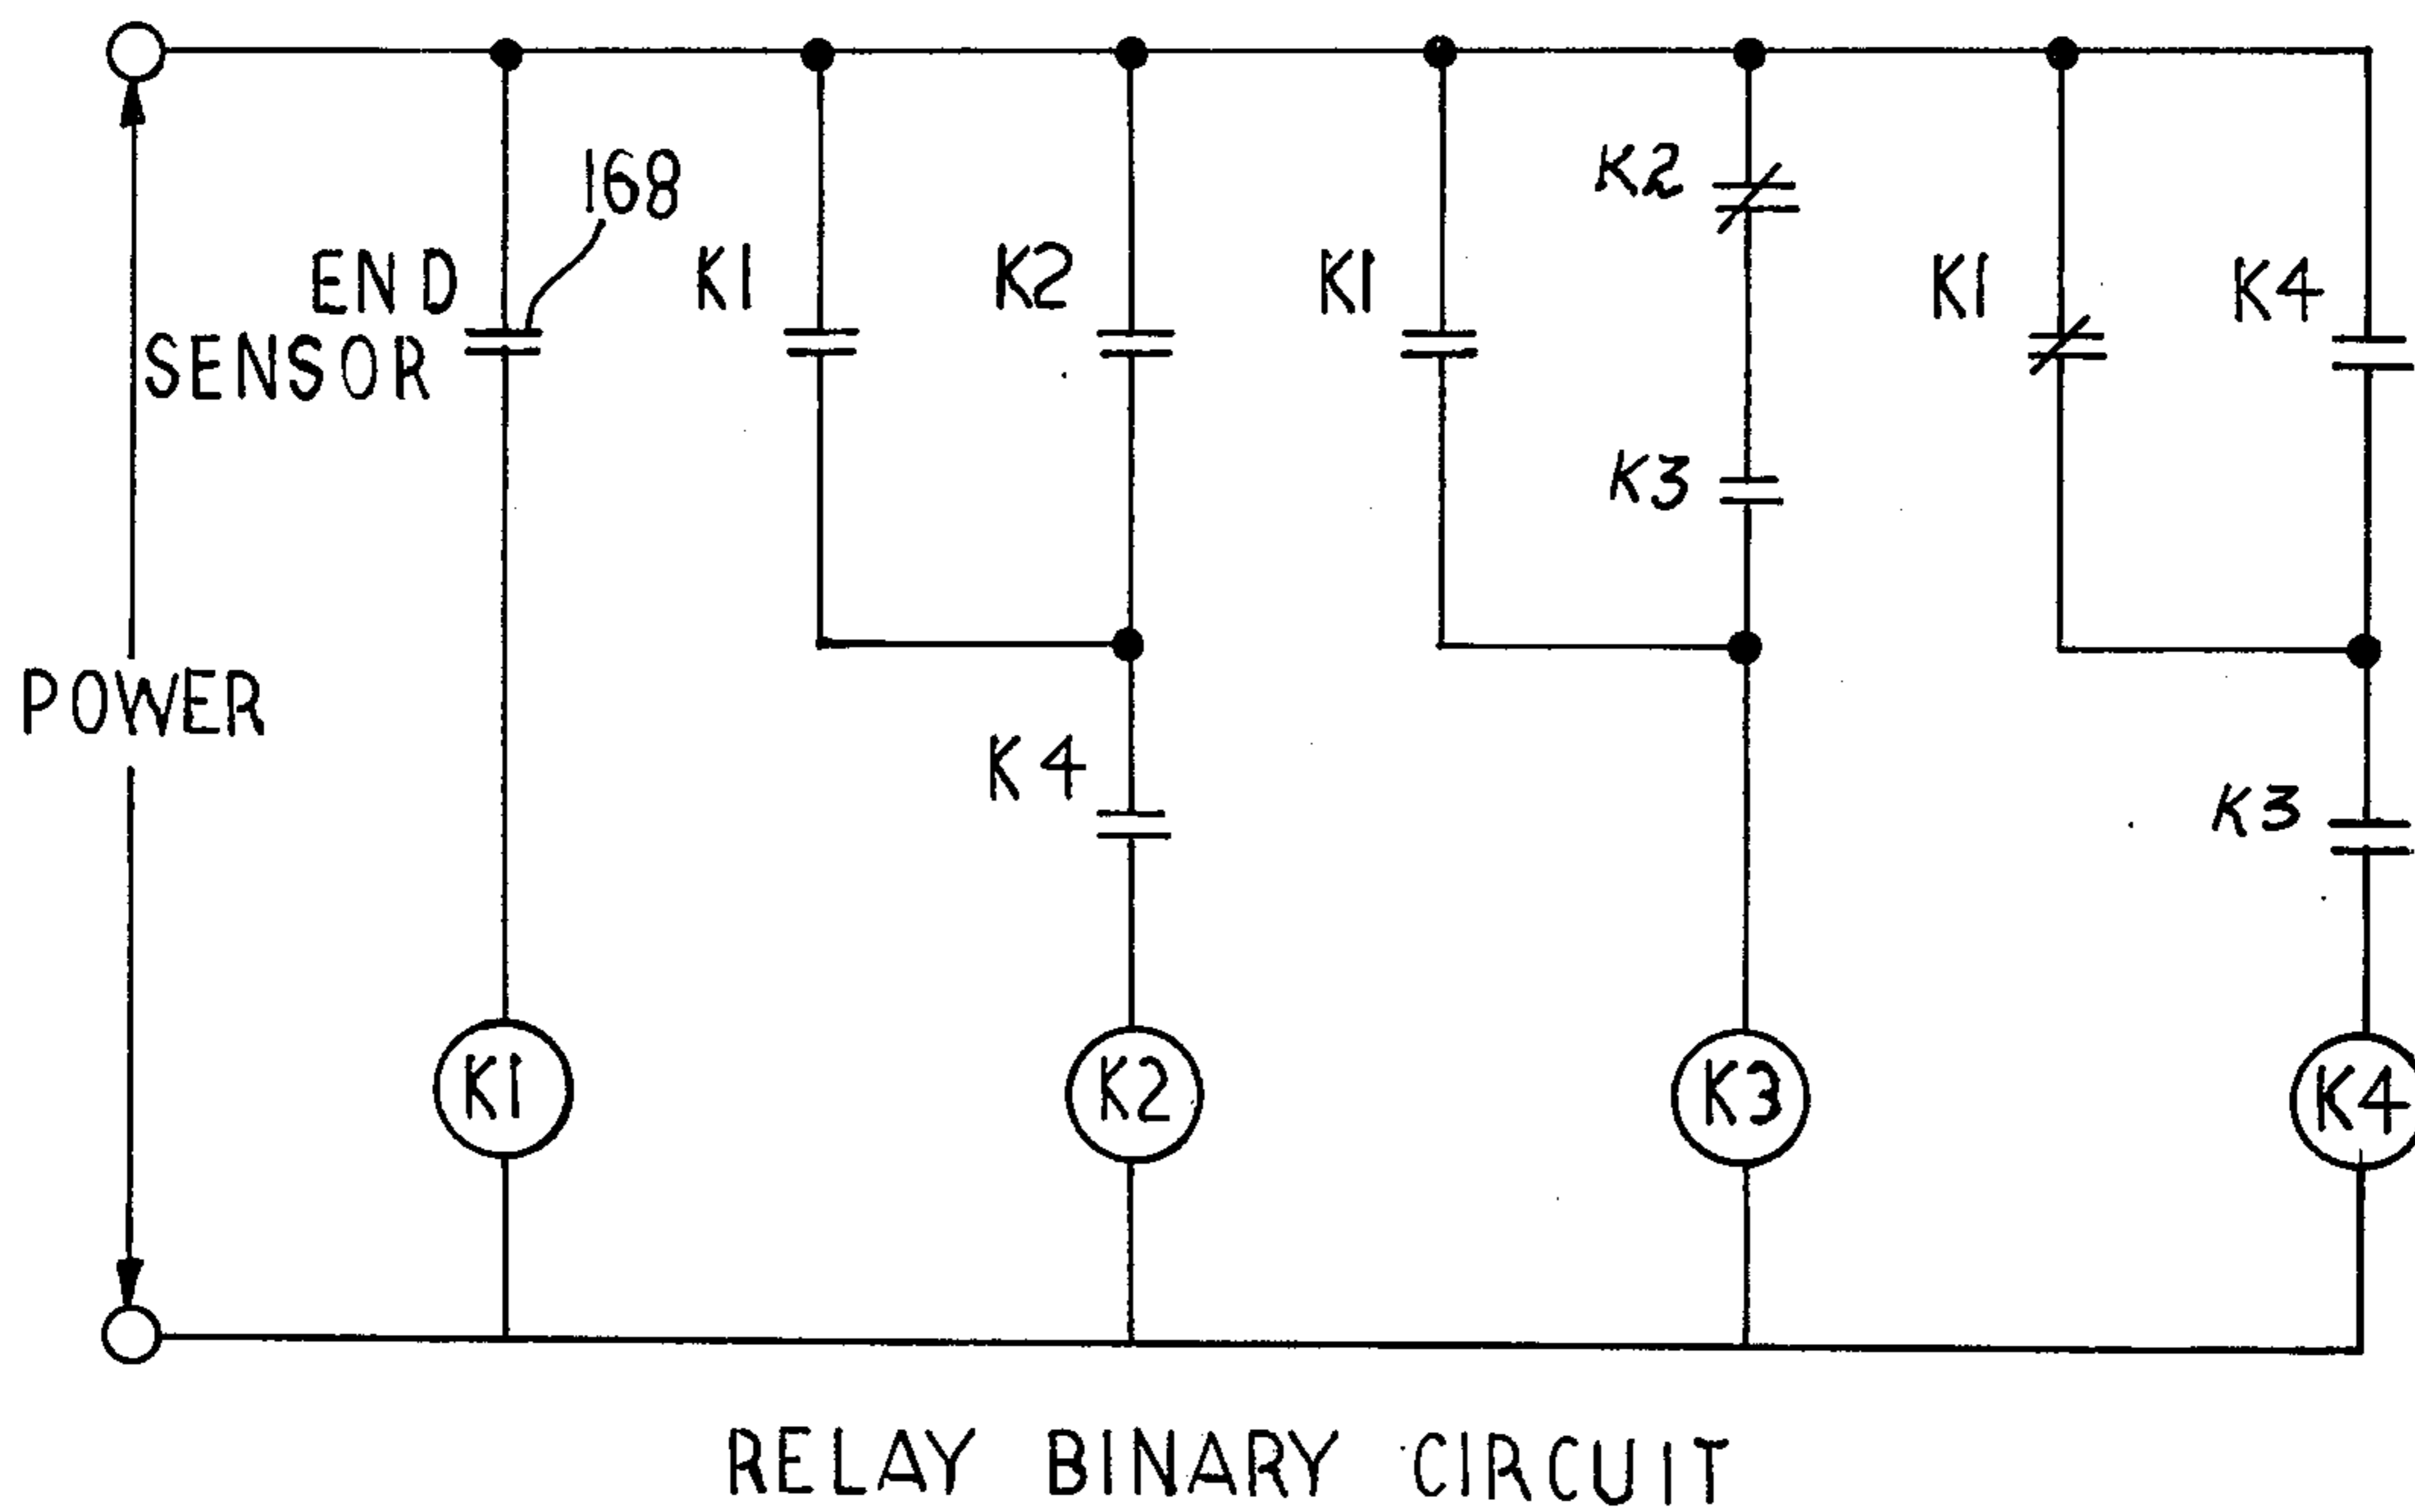 168
K2
END
SENSOR
K1
K2
K1
K1
K4
K3
POWER
K4
K3
K1
K2
K3
K4
RELAY BINARY CIRCUIT